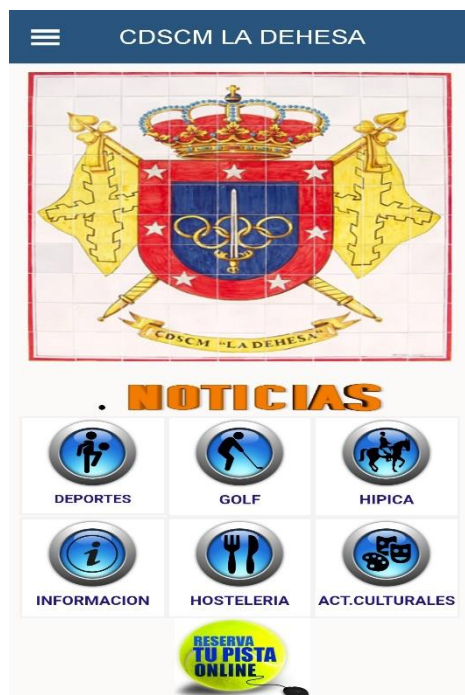 CDSCM LA DEHESA
CDSCM "LA DEHESA"
. NOTICIAS
DEPORTES
GOLF
HIPICA
INFORMACION
HOSTELERIA
ACT.CULTURALES
RESERVA
TU PISTA
ONLINE